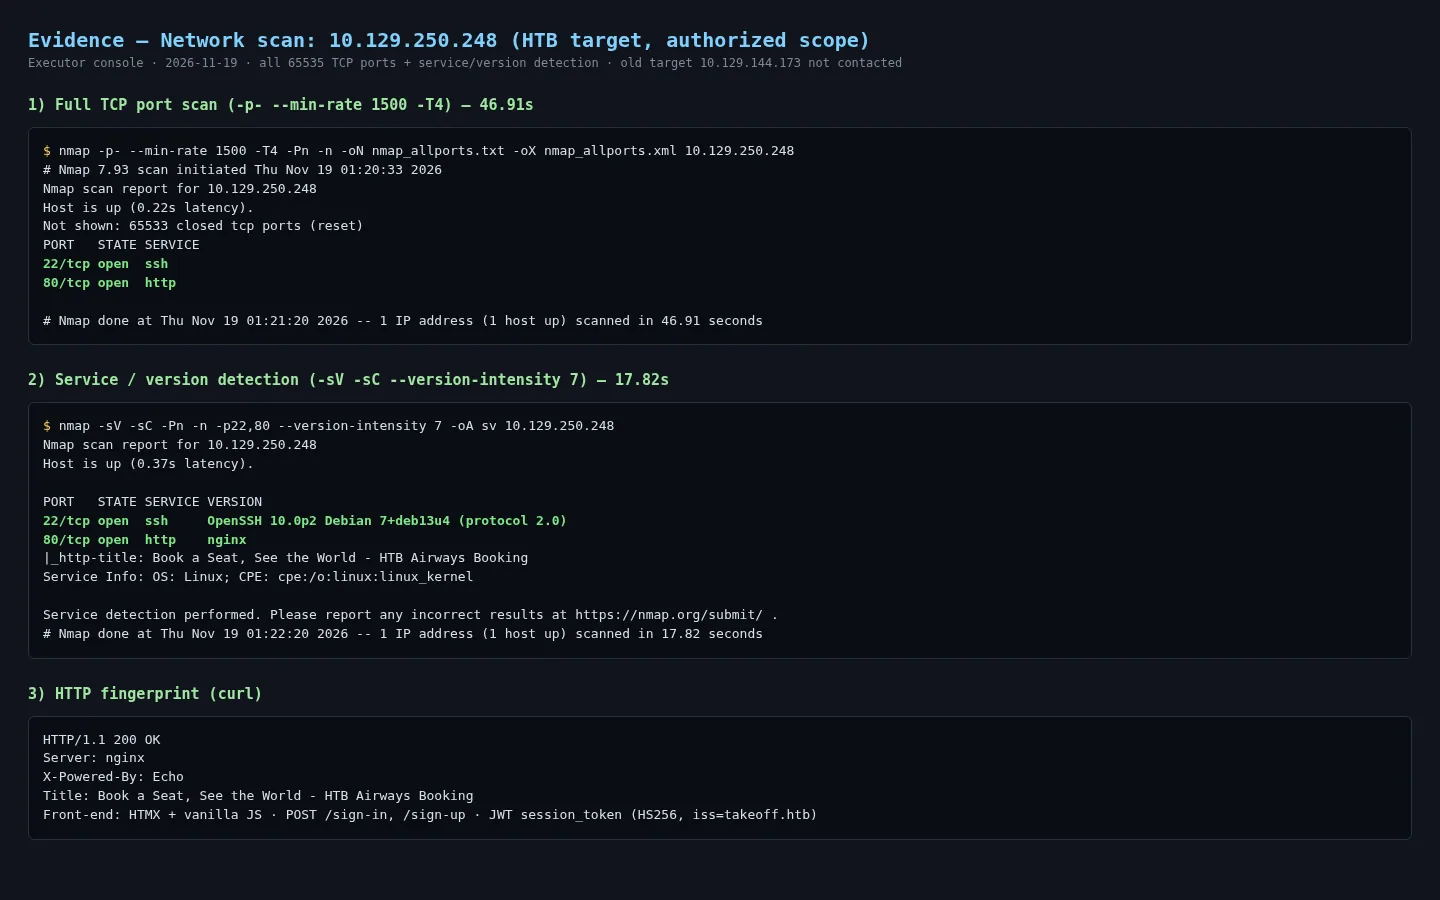 Evidence — Network scan: 10.129.250.248 (HTB target, authorized scope)
Executor console · 2026-11-19 · all 65535 TCP ports + service/version detection · old target 10.129.144.173 not contacted
1) Full TCP port scan (-p- --min-rate 1500 -T4) — 46.91s
$ nmap -p- --min-rate 1500 -T4 -Pn -n -oN nmap_allports.txt -oX nmap_allports.xml 10.129.250.248
# Nmap 7.93 scan initiated Thu Nov 19 01:20:33 2026
Nmap scan report for 10.129.250.248
Host is up (0.22s latency).
Not shown: 65533 closed tcp ports (reset)
PORT   STATE SERVICE
22/tcp open  ssh
80/tcp open  http
# Nmap done at Thu Nov 19 01:21:20 2026 -- 1 IP address (1 host up) scanned in 46.91 seconds
2) Service / version detection (-sV -sC --version-intensity 7) — 17.82s
$ nmap -sV -sC -Pn -n -p22,80 --version-intensity 7 -oA sv 10.129.250.248
Nmap scan report for 10.129.250.248
Host is up (0.37s latency).
PORT   STATE SERVICE VERSION
22/tcp open  ssh     OpenSSH 10.0p2 Debian 7+deb13u4 (protocol 2.0)
80/tcp open  http    nginx
|_http-title: Book a Seat, See the World - HTB Airways Booking
Service Info: OS: Linux; CPE: cpe:/o:linux:linux_kernel
Service detection performed. Please report any incorrect results at https://nmap.org/submit/ .
# Nmap done at Thu Nov 19 01:22:20 2026 -- 1 IP address (1 host up) scanned in 17.82 seconds
3) HTTP fingerprint (curl)
HTTP/1.1 200 OK
Server: nginx
X-Powered-By: Echo
Title: Book a Seat, See the World - HTB Airways Booking
Front-end: HTMX + vanilla JS · POST /sign-in, /sign-up · JWT session_token (HS256, iss=takeoff.htb)